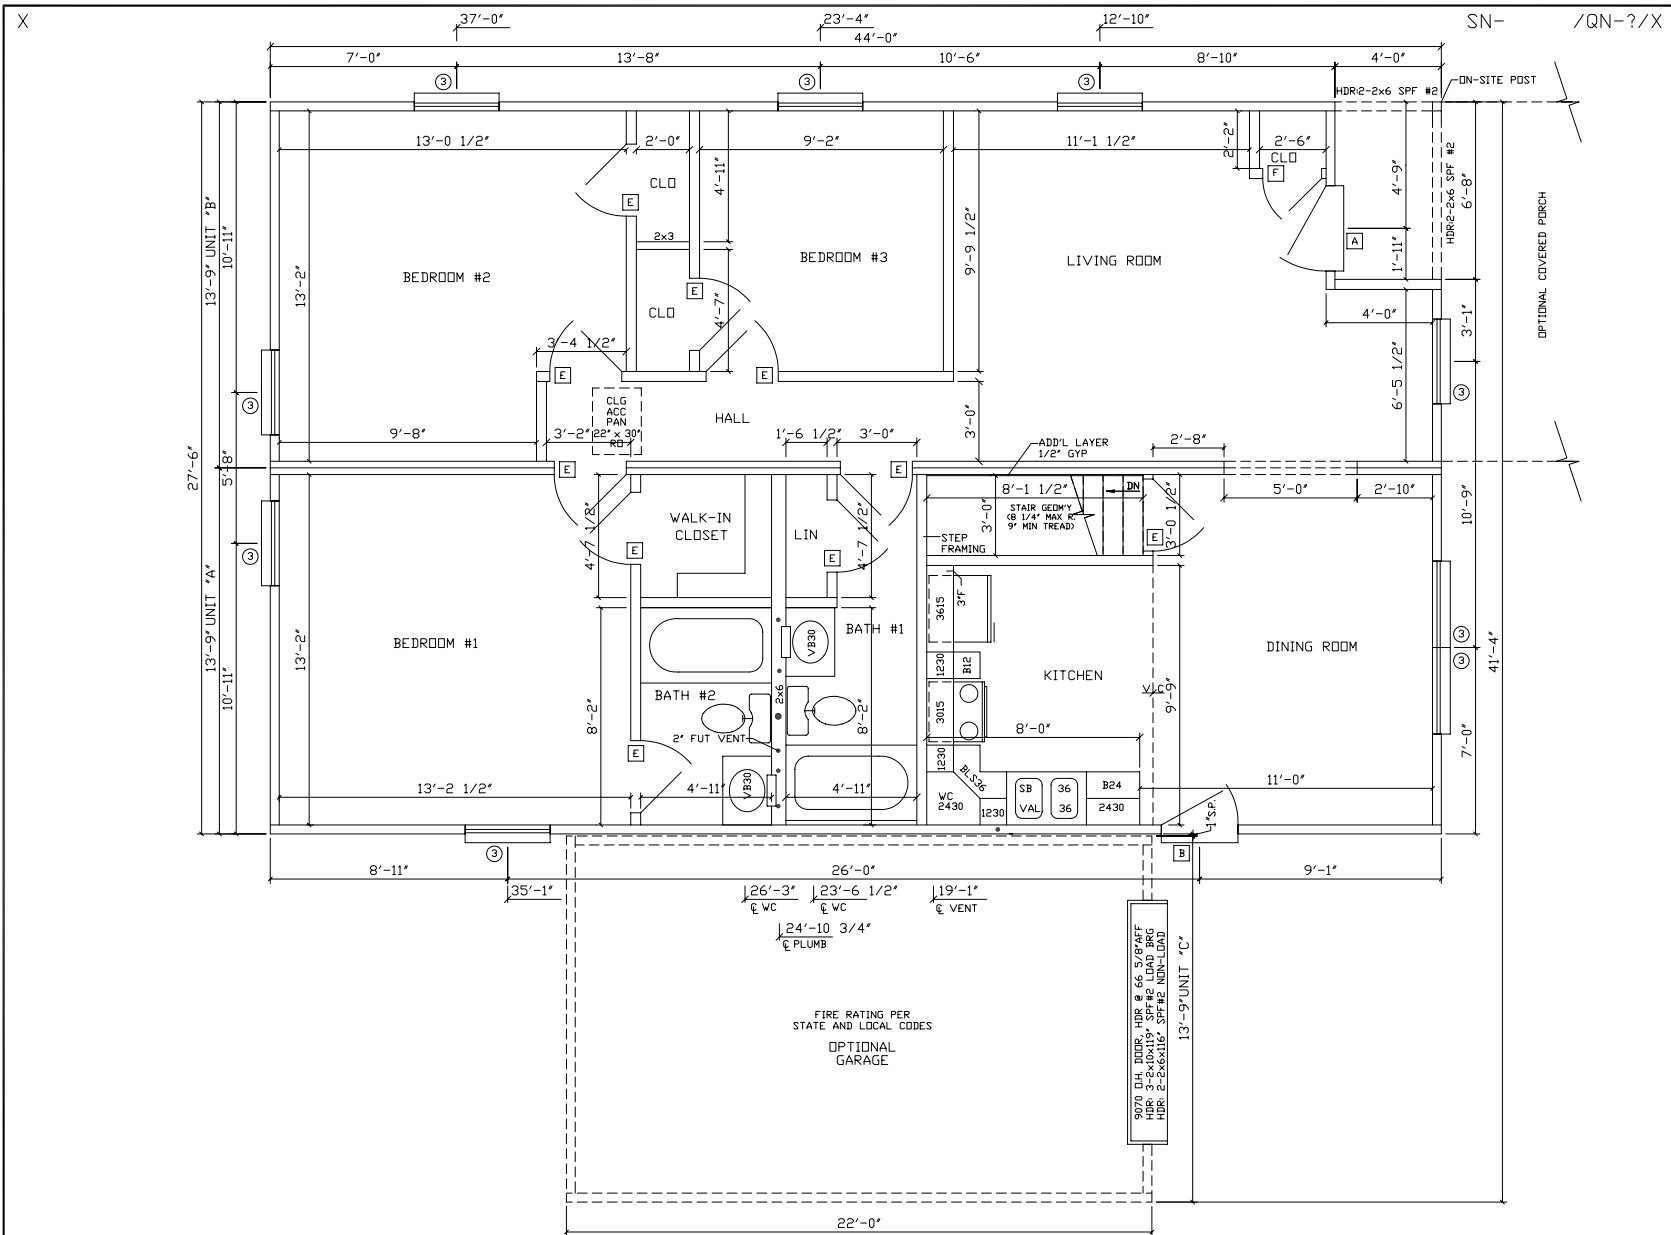 X
37'-0"
23'-4"
12'-10"
SN-
/QN-?/X
44'-0"
7'-0"
13'-8"
10'-6"
8'-10"
4'-0"
3
3
3
ON-SITE POST
HDR:2-2x6 SPF #2
13'-0 1/2"
2'-0"
9'-2"
11'-1 1/2"
2'-2"
2'-6"
CLO
F
4'-9"
6'-8"
HDR:2-2x6 SPF #2
OPTIONAL COVERED PORCH
CLO
E
4'-11"
2x3
A
1'-11"
13'-9" UNIT "B"
10'-11"
13'-2"
BEDROOM #2
BEDROOM #3
9'-9 1/2"
LIVING ROOM
E
CLO
4'-7"
4'-0"
3'-1"
3'-4 1/2"
E
E
6'-5 1/2"
3
3
CLG
ACC
PAN
22" x 30"
RO
HALL
3'-0"
9'-8"
3'-2"
1'-6 1/2"
3'-0"
ADD'L LAYER
1/2" GYP
2'-8"
27'-6"
5'-8"
E
E
8'-1 1/2"
DN
5'-0"
2'-10"
10'-9"
STAIR GEOM'Y
(8 1/4" MAX R.
9" MIN TREAD)
3'-0"
3'-0 1/2"
STEP
FRAMING
E
WALK-IN
CLOSET
LIN
4'-7 1/2"
4'-7 1/2"
E
E
3
13'-9" UNIT "A"
10'-11"
13'-2"
BEDROOM #1
3615
3"F
VB30
BATH #1
1230
B12
KITCHEN
DINING ROOM
3
3
41'-4"
BATH #2
2x6
3015
V.C
9'-9"
8'-2"
8'-2"
2" FUT VENT
8'-0"
7'-0"
E
1230
BLS36
13'-2 1/2"
4'-11"
VB30
4'-11"
WC
2430
1230
SB
VAL
36
36
B24
2430
11'-0"
1"S.P.
3
B
8'-11"
26'-0"
9'-1"
35'-1"
26'-3"
℄ WC
23'-6 1/2"
℄ WC
19'-1"
℄ VENT
24'-10 3/4"
℄ PLUMB
9070 O.H. DOOR, HDR @ 66 5/8"AFF
HDR: 3-2x10x119" SPF#2 LOAD BRG
HDR: 2-2x6x116" SPF#2 NON-LOAD
13'-9"UNIT "C"
FIRE RATING PER
STATE AND LOCAL CODES
OPTIONAL
GARAGE
22'-0"